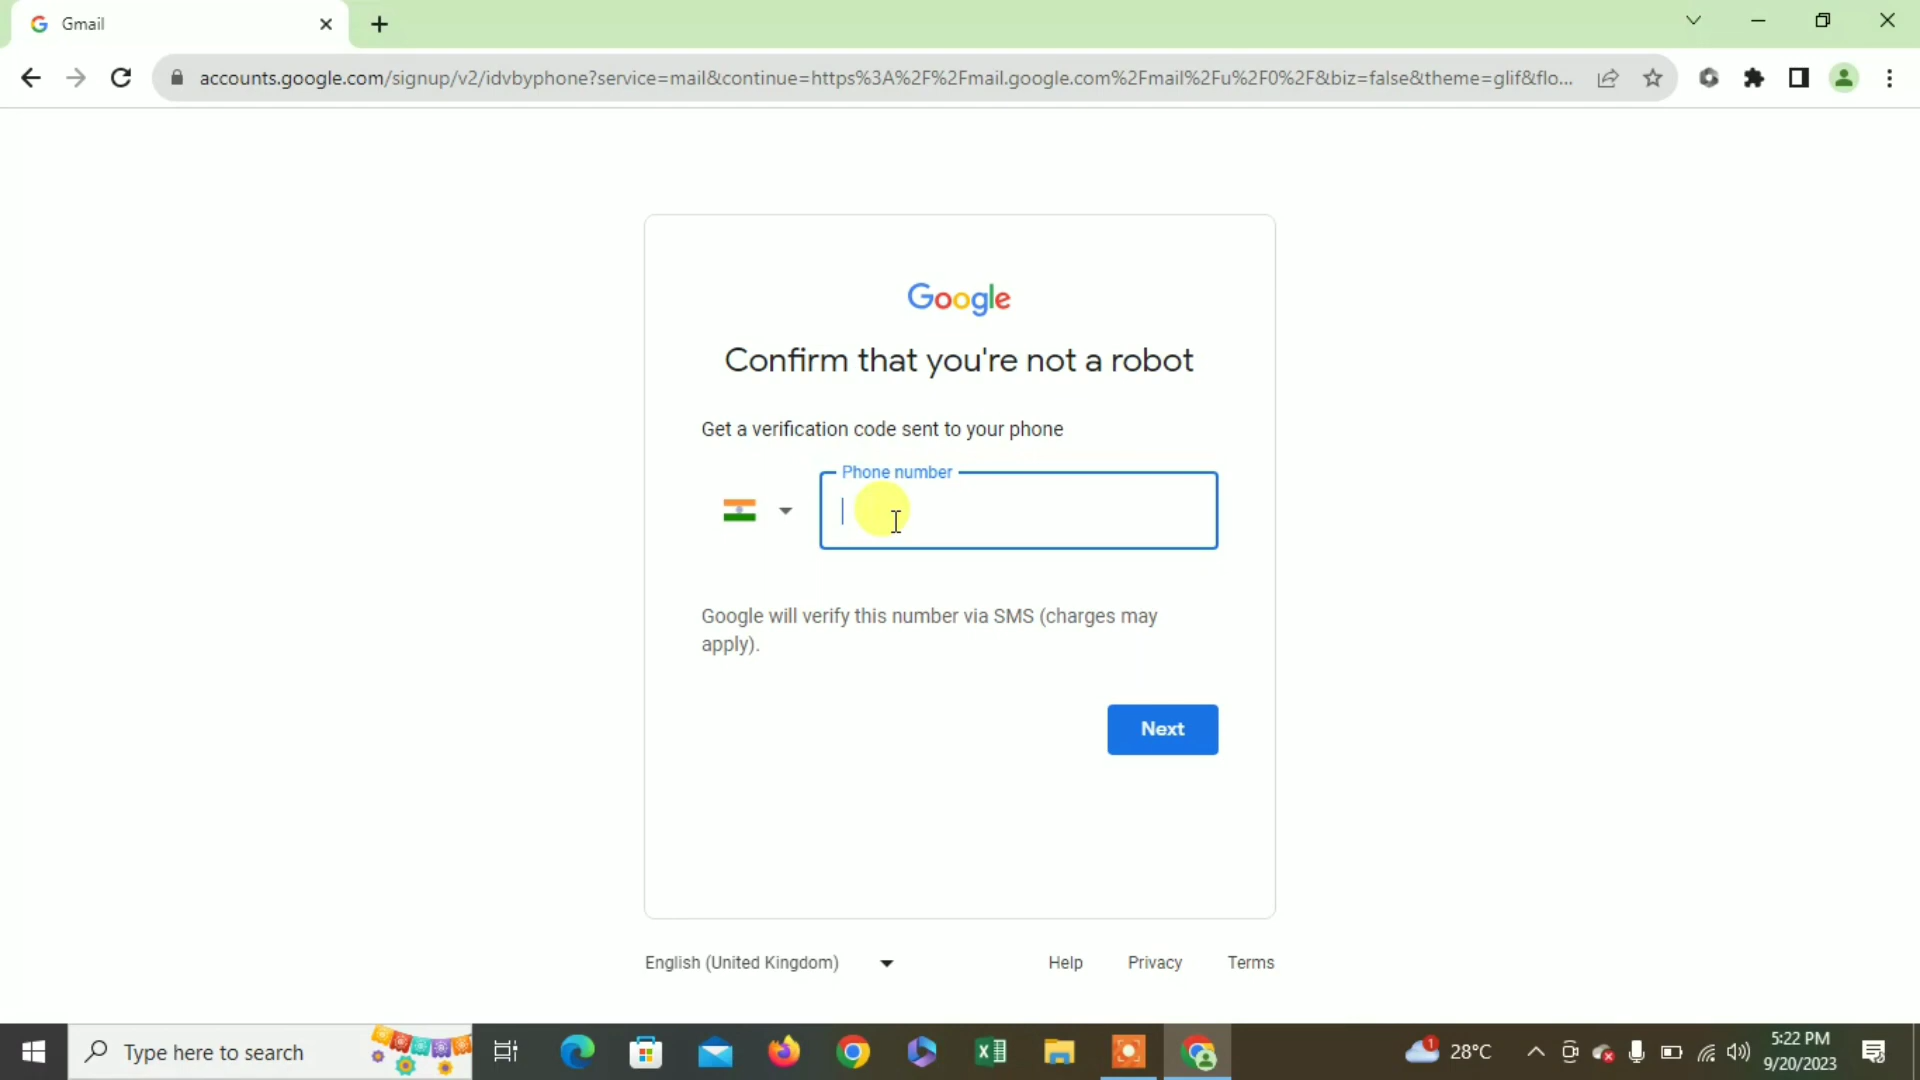 Gmail
accounts.google.com/signup/v2/idvbyphone?service=mail&continue=https%3A%2F%2Fmail.google.com%2Fmail%2Fu%2F0%2F&biz=false&theme=glif&flo...
Google
Confirm that you're not a robot
Get a verification code sent to your phone
Phone number
Google will verify this number via SMS (charges may
apply).
Next
English (United Kingdom)
Help Privacy Terms
Type here to search
1
28°C
5:22 PM
9/20/2023